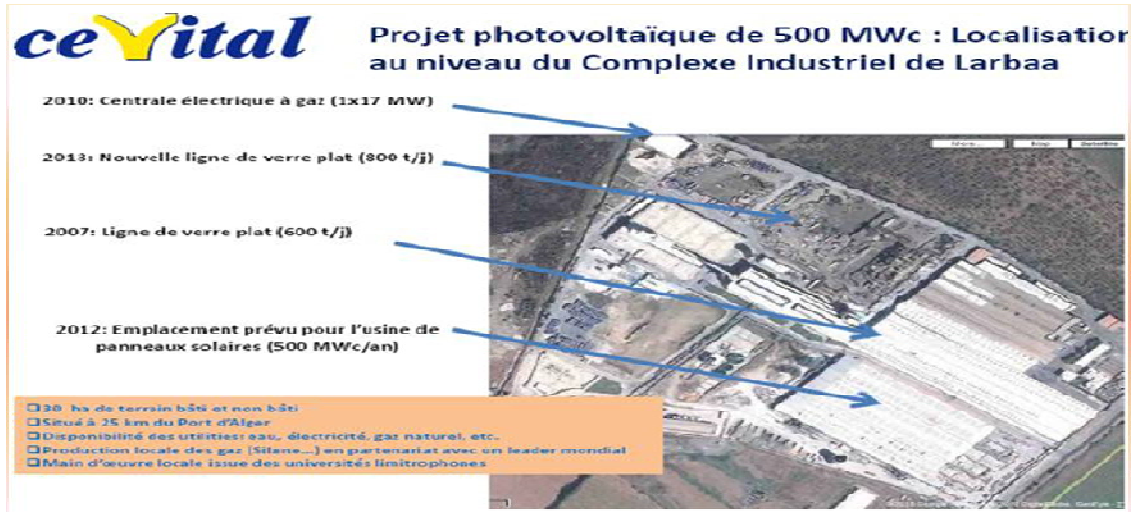 ceVital
Projet photovoltaïque de 500 MWc : Localisation
au niveau du Complexe Industriel de Larbaa
2010: Centrale électrique à gaz (1x17 MW)
2013: Nouvelle ligne de verre plat (800 t/j)
2007: Ligne de verre plat (600 t/j)
2012: Emplacement prévu pour l'usine de
panneaux solaires (500 MWc/an)
30 ha de terrain bâti et non bâti
Situé à 25 km du Port d'Alger
Disponibilité des utilities: eau, électricité, gaz naturel, etc.
Production locale des gaz (Silane...) en partenariat avec un leader mondial
Main d'œuvre locale issue des universités limitrophes